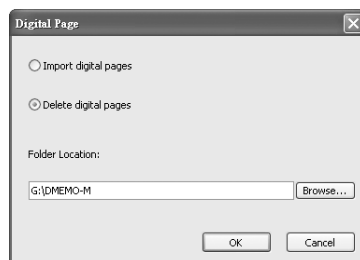 Digital Page
Import digital pages
Delete digital pages
Folder Location:
G:\DMEMO-M
Browse...
OK
Cancel